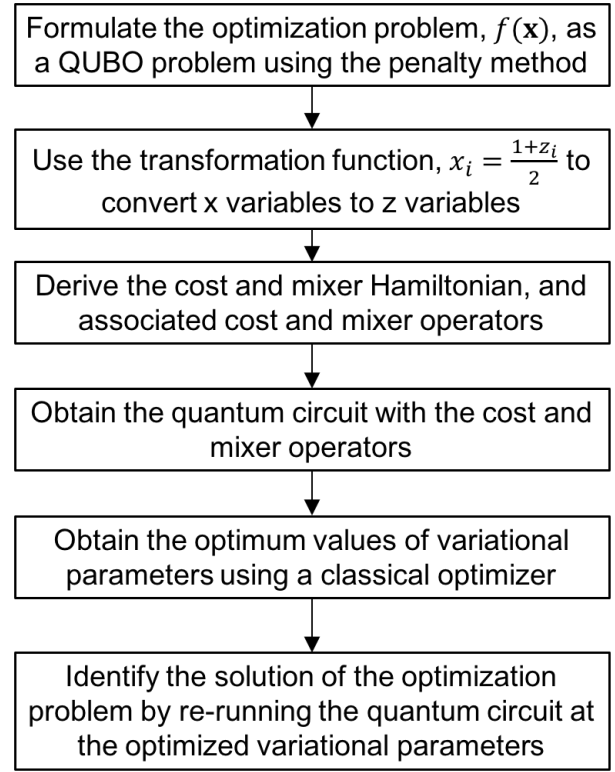 Formulate the optimization problem, f(𝐱), as
a QUBO problem using the penalty method
Use the transformation function, xᵢ = (1+zᵢ)/2 to
convert x variables to z variables
Derive the cost and mixer Hamiltonian, and
associated cost and mixer operators
Obtain the quantum circuit with the cost and
mixer operators
Obtain the optimum values of variational
parameters using a classical optimizer
Identify the solution of the optimization
problem by re-running the quantum circuit at
the optimized variational parameters